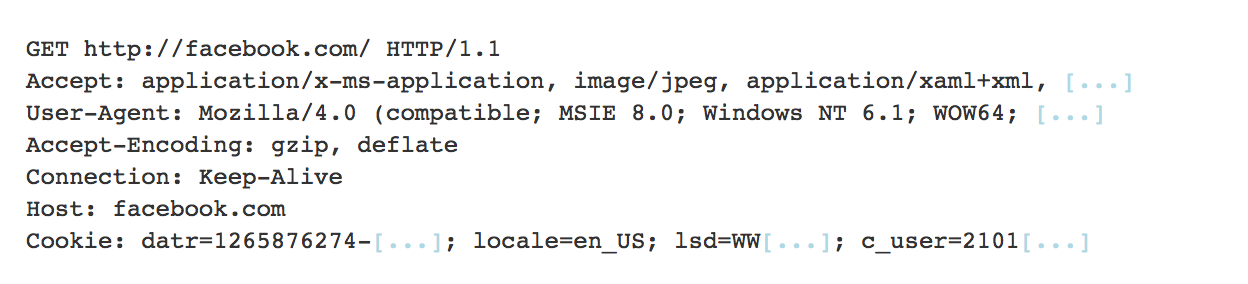 GET http://facebook.com/ HTTP/1.1
Accept: application/x-ms-application, image/jpeg, application/xaml+xml, [...]
User-Agent: Mozilla/4.0 (compatible; MSIE 8.0; Windows NT 6.1; WOW64; [...]
Accept-Encoding: gzip, deflate
Connection: Keep-Alive
Host: facebook.com
Cookie: datr=1265876274-[...]; locale=en_US; lsd=WW[...]; c_user=2101[...]